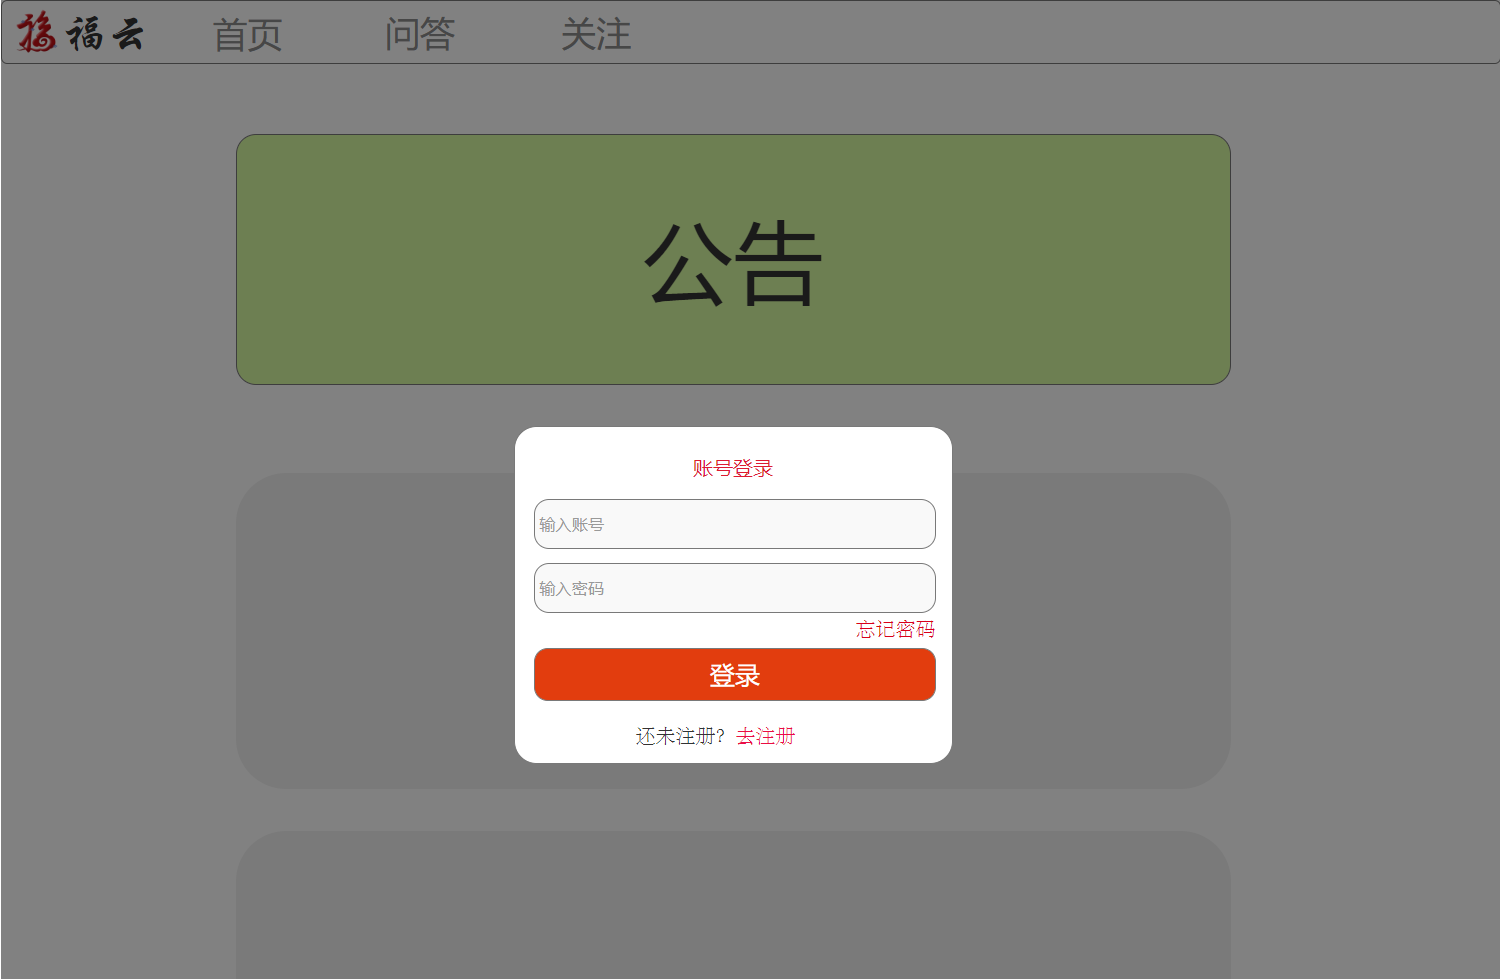 福 福云 首页 问答 关注
公告
账号登录
输入账号
输入密码
忘记密码
登录
还未注册? 去注册